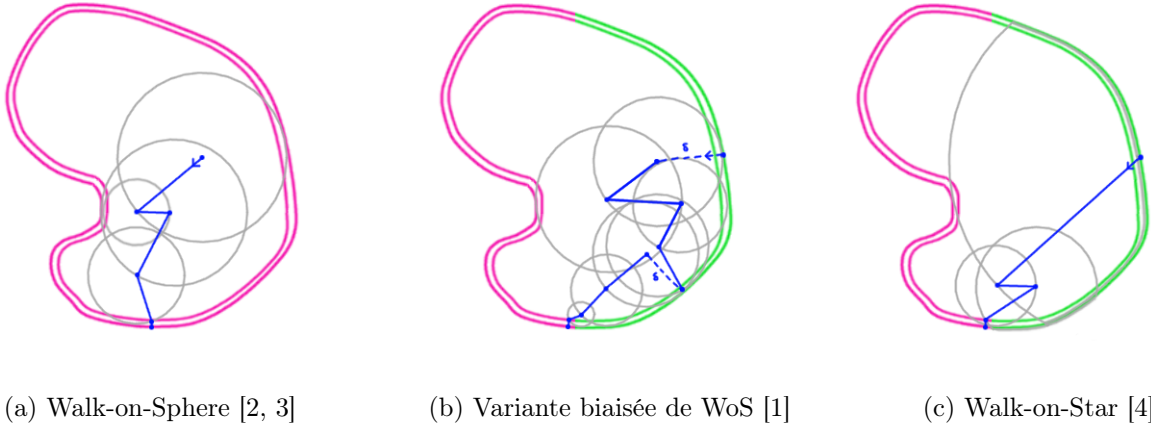 δ
δ
(a) Walk-on-Sphere [2, 3]
(b) Variante biaisée de WoS [1]
(c) Walk-on-Star [4]